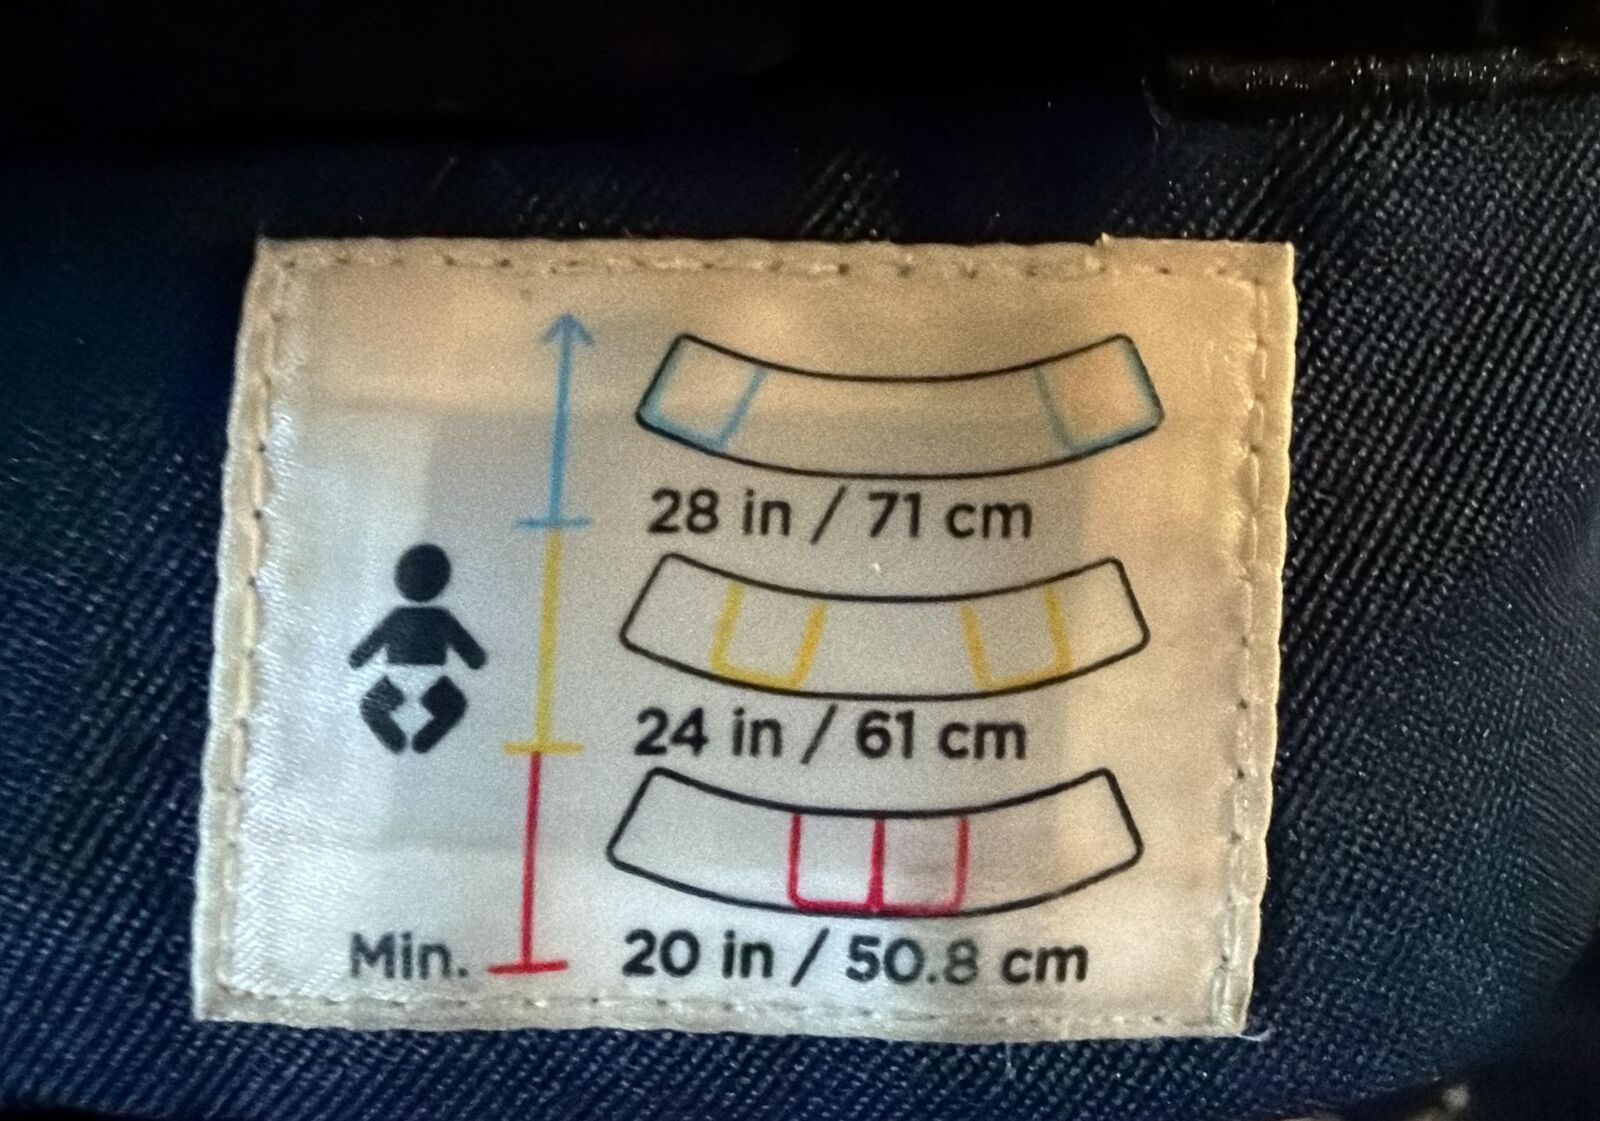 28 in / 71 cm
24 in / 61 cm
Min. 20 in / 50.8 cm